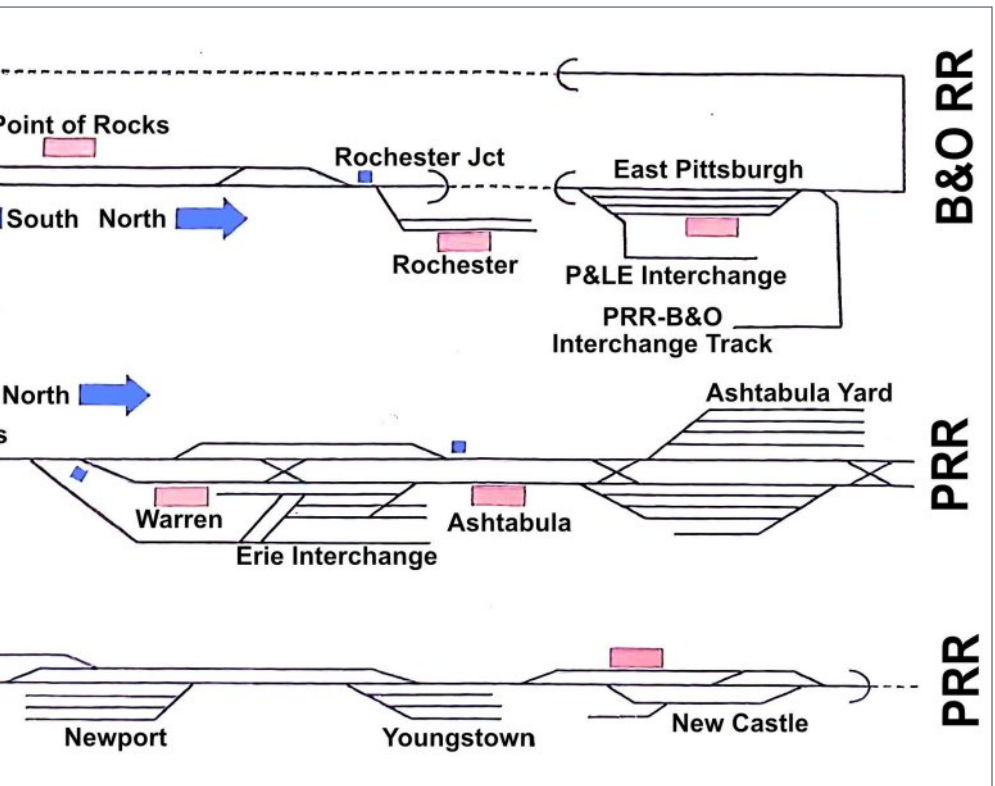 B&O RR
Point of Rocks
Rochester Jct
East Pittsburgh
South North
Rochester
P&LE Interchange
PRR-B&O
Interchange Track
North
Ashtabula Yard
s
PRR
Warren
Ashtabula
Erie Interchange
PRR
New Castle
Newport
Youngstown